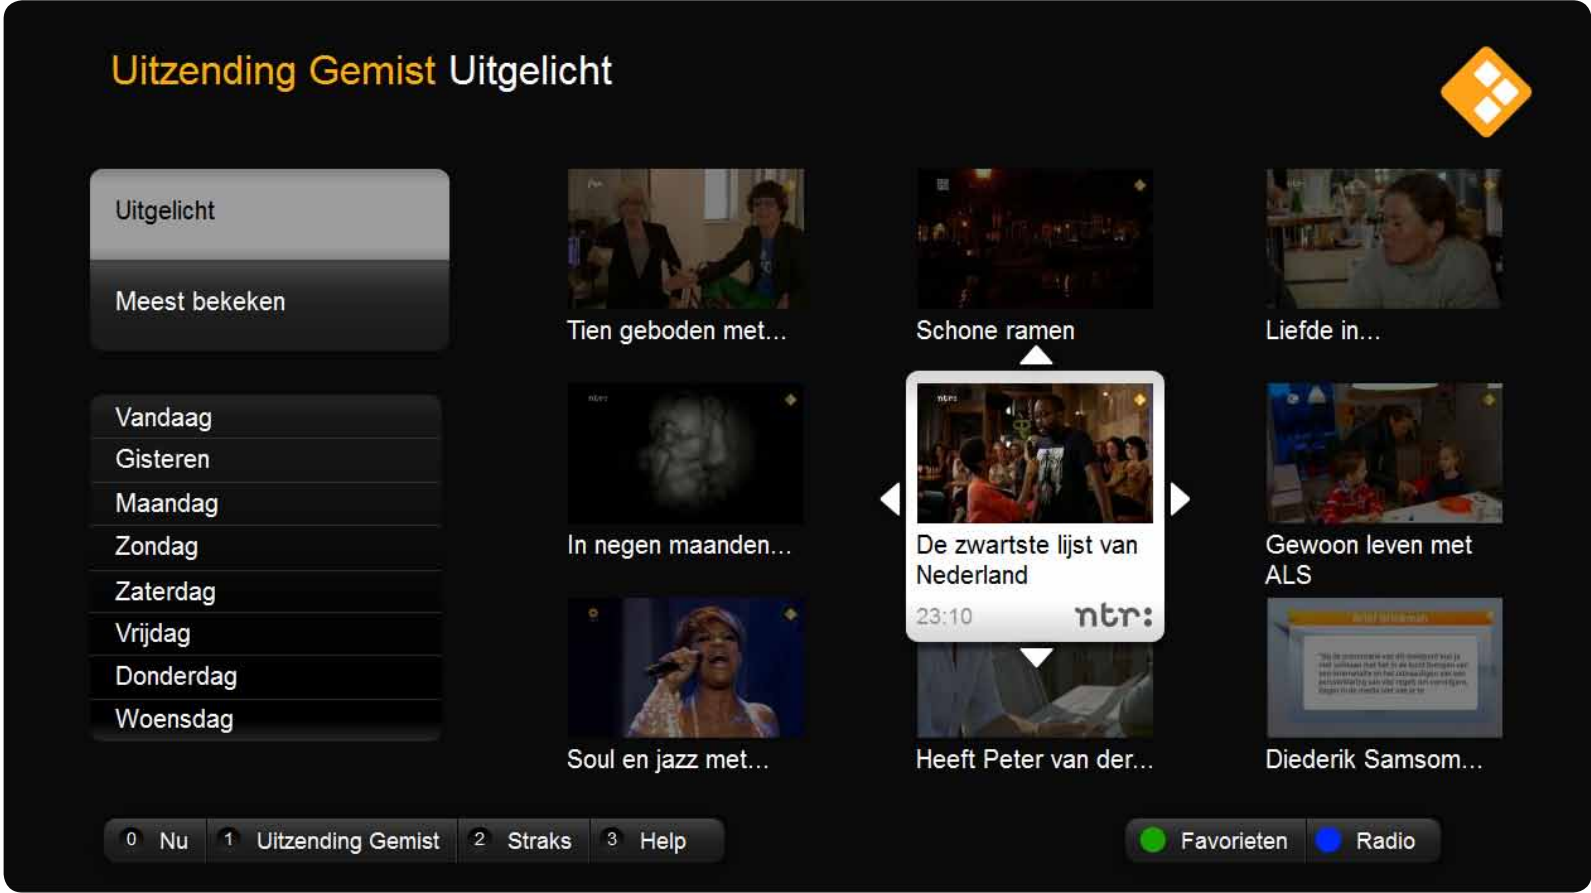 Uitzending Gemist Uitgelicht
Uitgelicht
Meest bekeken
Vandaag
Gisteren
Maandag
Zondag
Zaterdag
Vrijdag
Donderdag
Woensdag
Tien geboden met...
Schone ramen
Liefde in...
ntr:
ntr:
ntr:
In negen maanden...
De zwartste lijst van
Nederland
23:10 ntr:
Gewoon leven met
ALS
Soul en jazz met...
Heeft Peter van der...
Diederik Samsom...
0 Nu 1 Uitzending Gemist 2 Straks 3 Help
Favorieten Radio